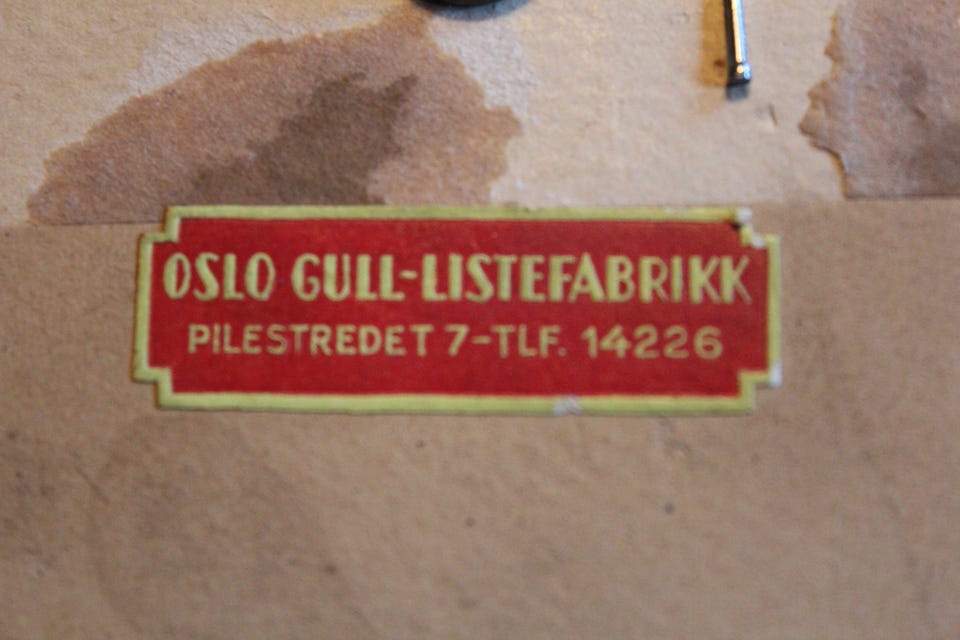 OSLO GULL-LISTEFABRIKK
PILESTREDET 7-TLF. 14226